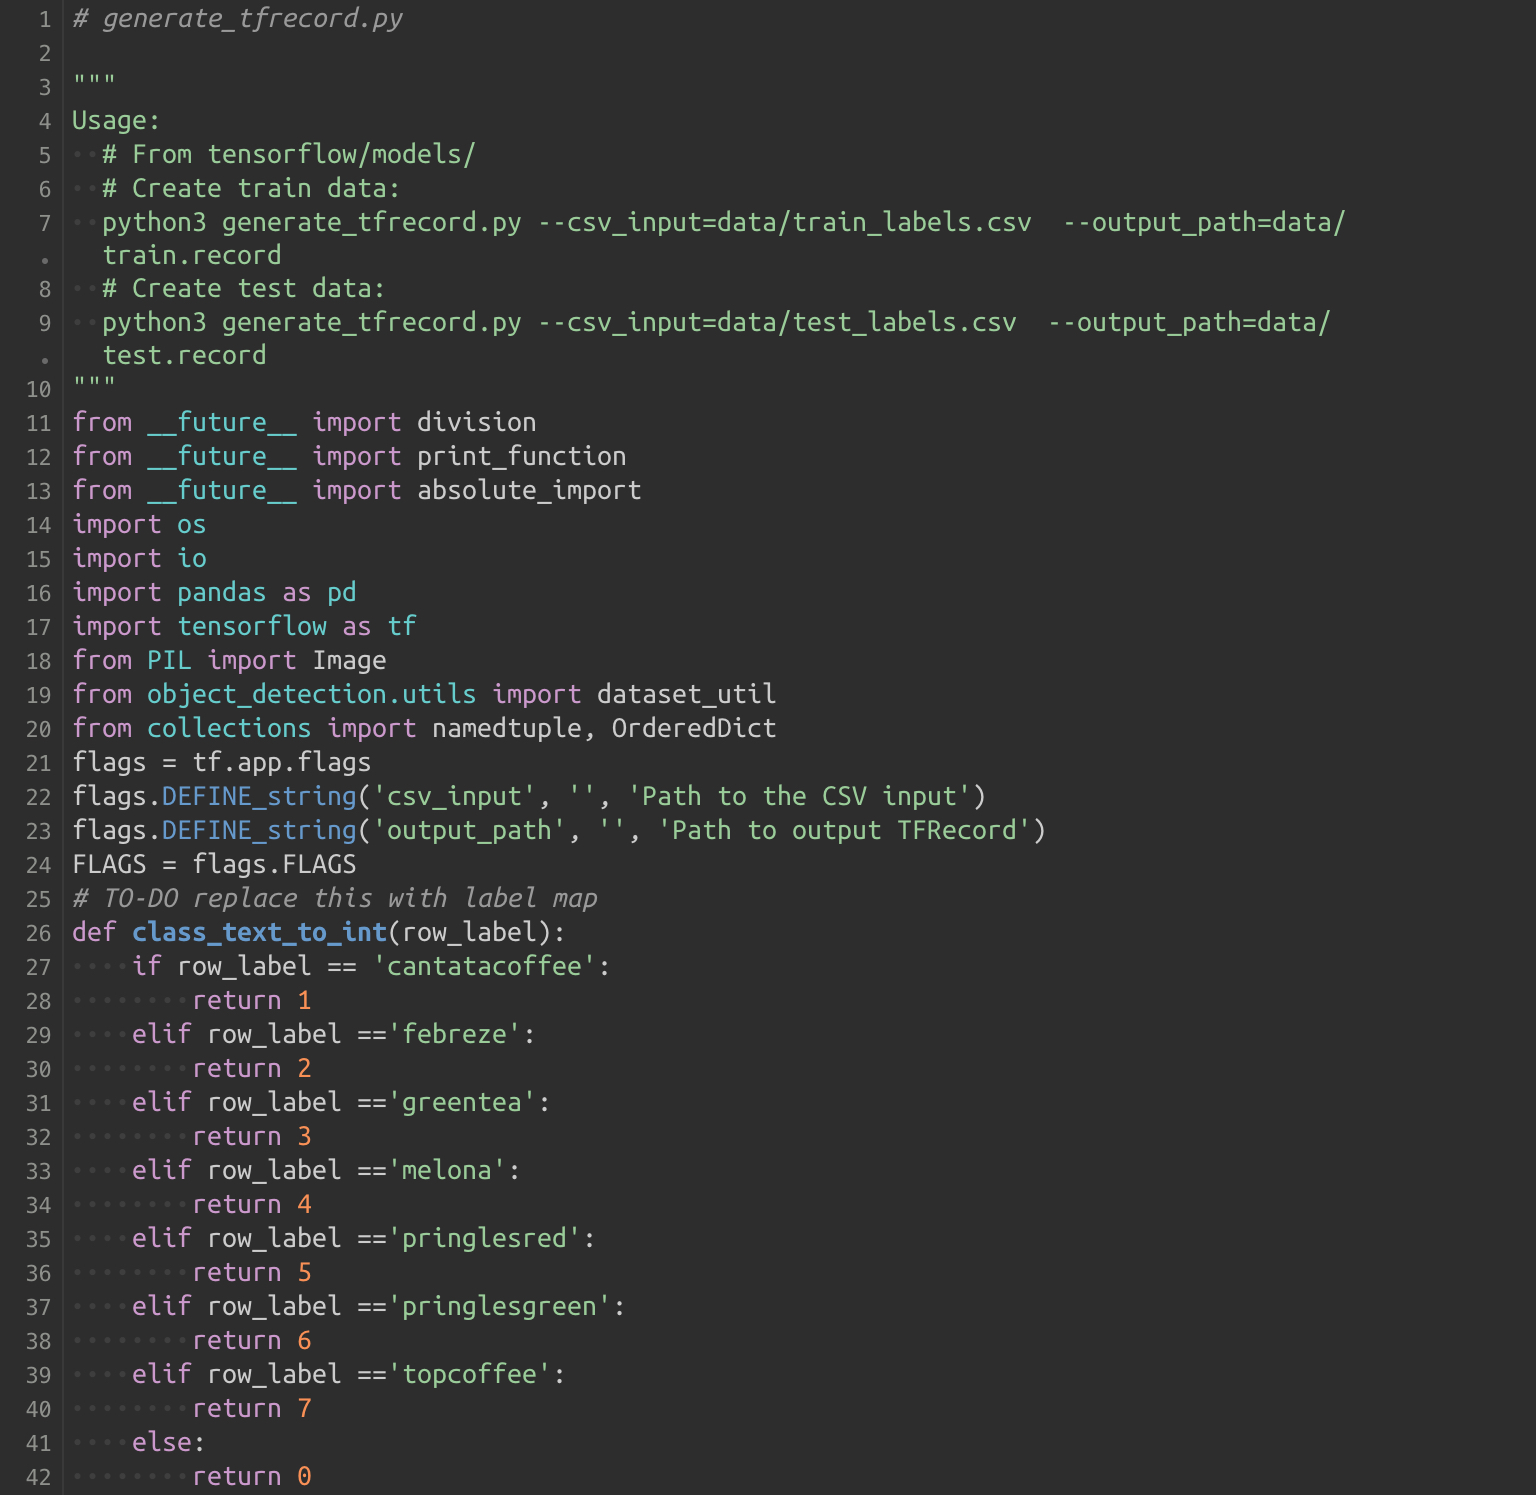 1 # generate_tfrecord.py
2
3 """
4 Usage:
5   # From tensorflow/models/
6   # Create train data:
7   python3 generate_tfrecord.py --csv_input=data/train_labels.csv  --output_path=data/
.   train.record
8   # Create test data:
9   python3 generate_tfrecord.py --csv_input=data/test_labels.csv  --output_path=data/
.   test.record
10 """
11 from __future__ import division
12 from __future__ import print_function
13 from __future__ import absolute_import
14 import os
15 import io
16 import pandas as pd
17 import tensorflow as tf
18 from PIL import Image
19 from object_detection.utils import dataset_util
20 from collections import namedtuple, OrderedDict
21 flags = tf.app.flags
22 flags.DEFINE_string('csv_input', '', 'Path to the CSV input')
23 flags.DEFINE_string('output_path', '', 'Path to output TFRecord')
24 FLAGS = flags.FLAGS
25 # TO-DO replace this with label map
26 def class_text_to_int(row_label):
27     if row_label == 'cantatacoffee':
28         return 1
29     elif row_label =='febreze':
30         return 2
31     elif row_label =='greentea':
32         return 3
33     elif row_label =='melona':
34         return 4
35     elif row_label =='pringlesred':
36         return 5
37     elif row_label =='pringlesgreen':
38         return 6
39     elif row_label =='topcoffee':
40         return 7
41     else:
42         return 0